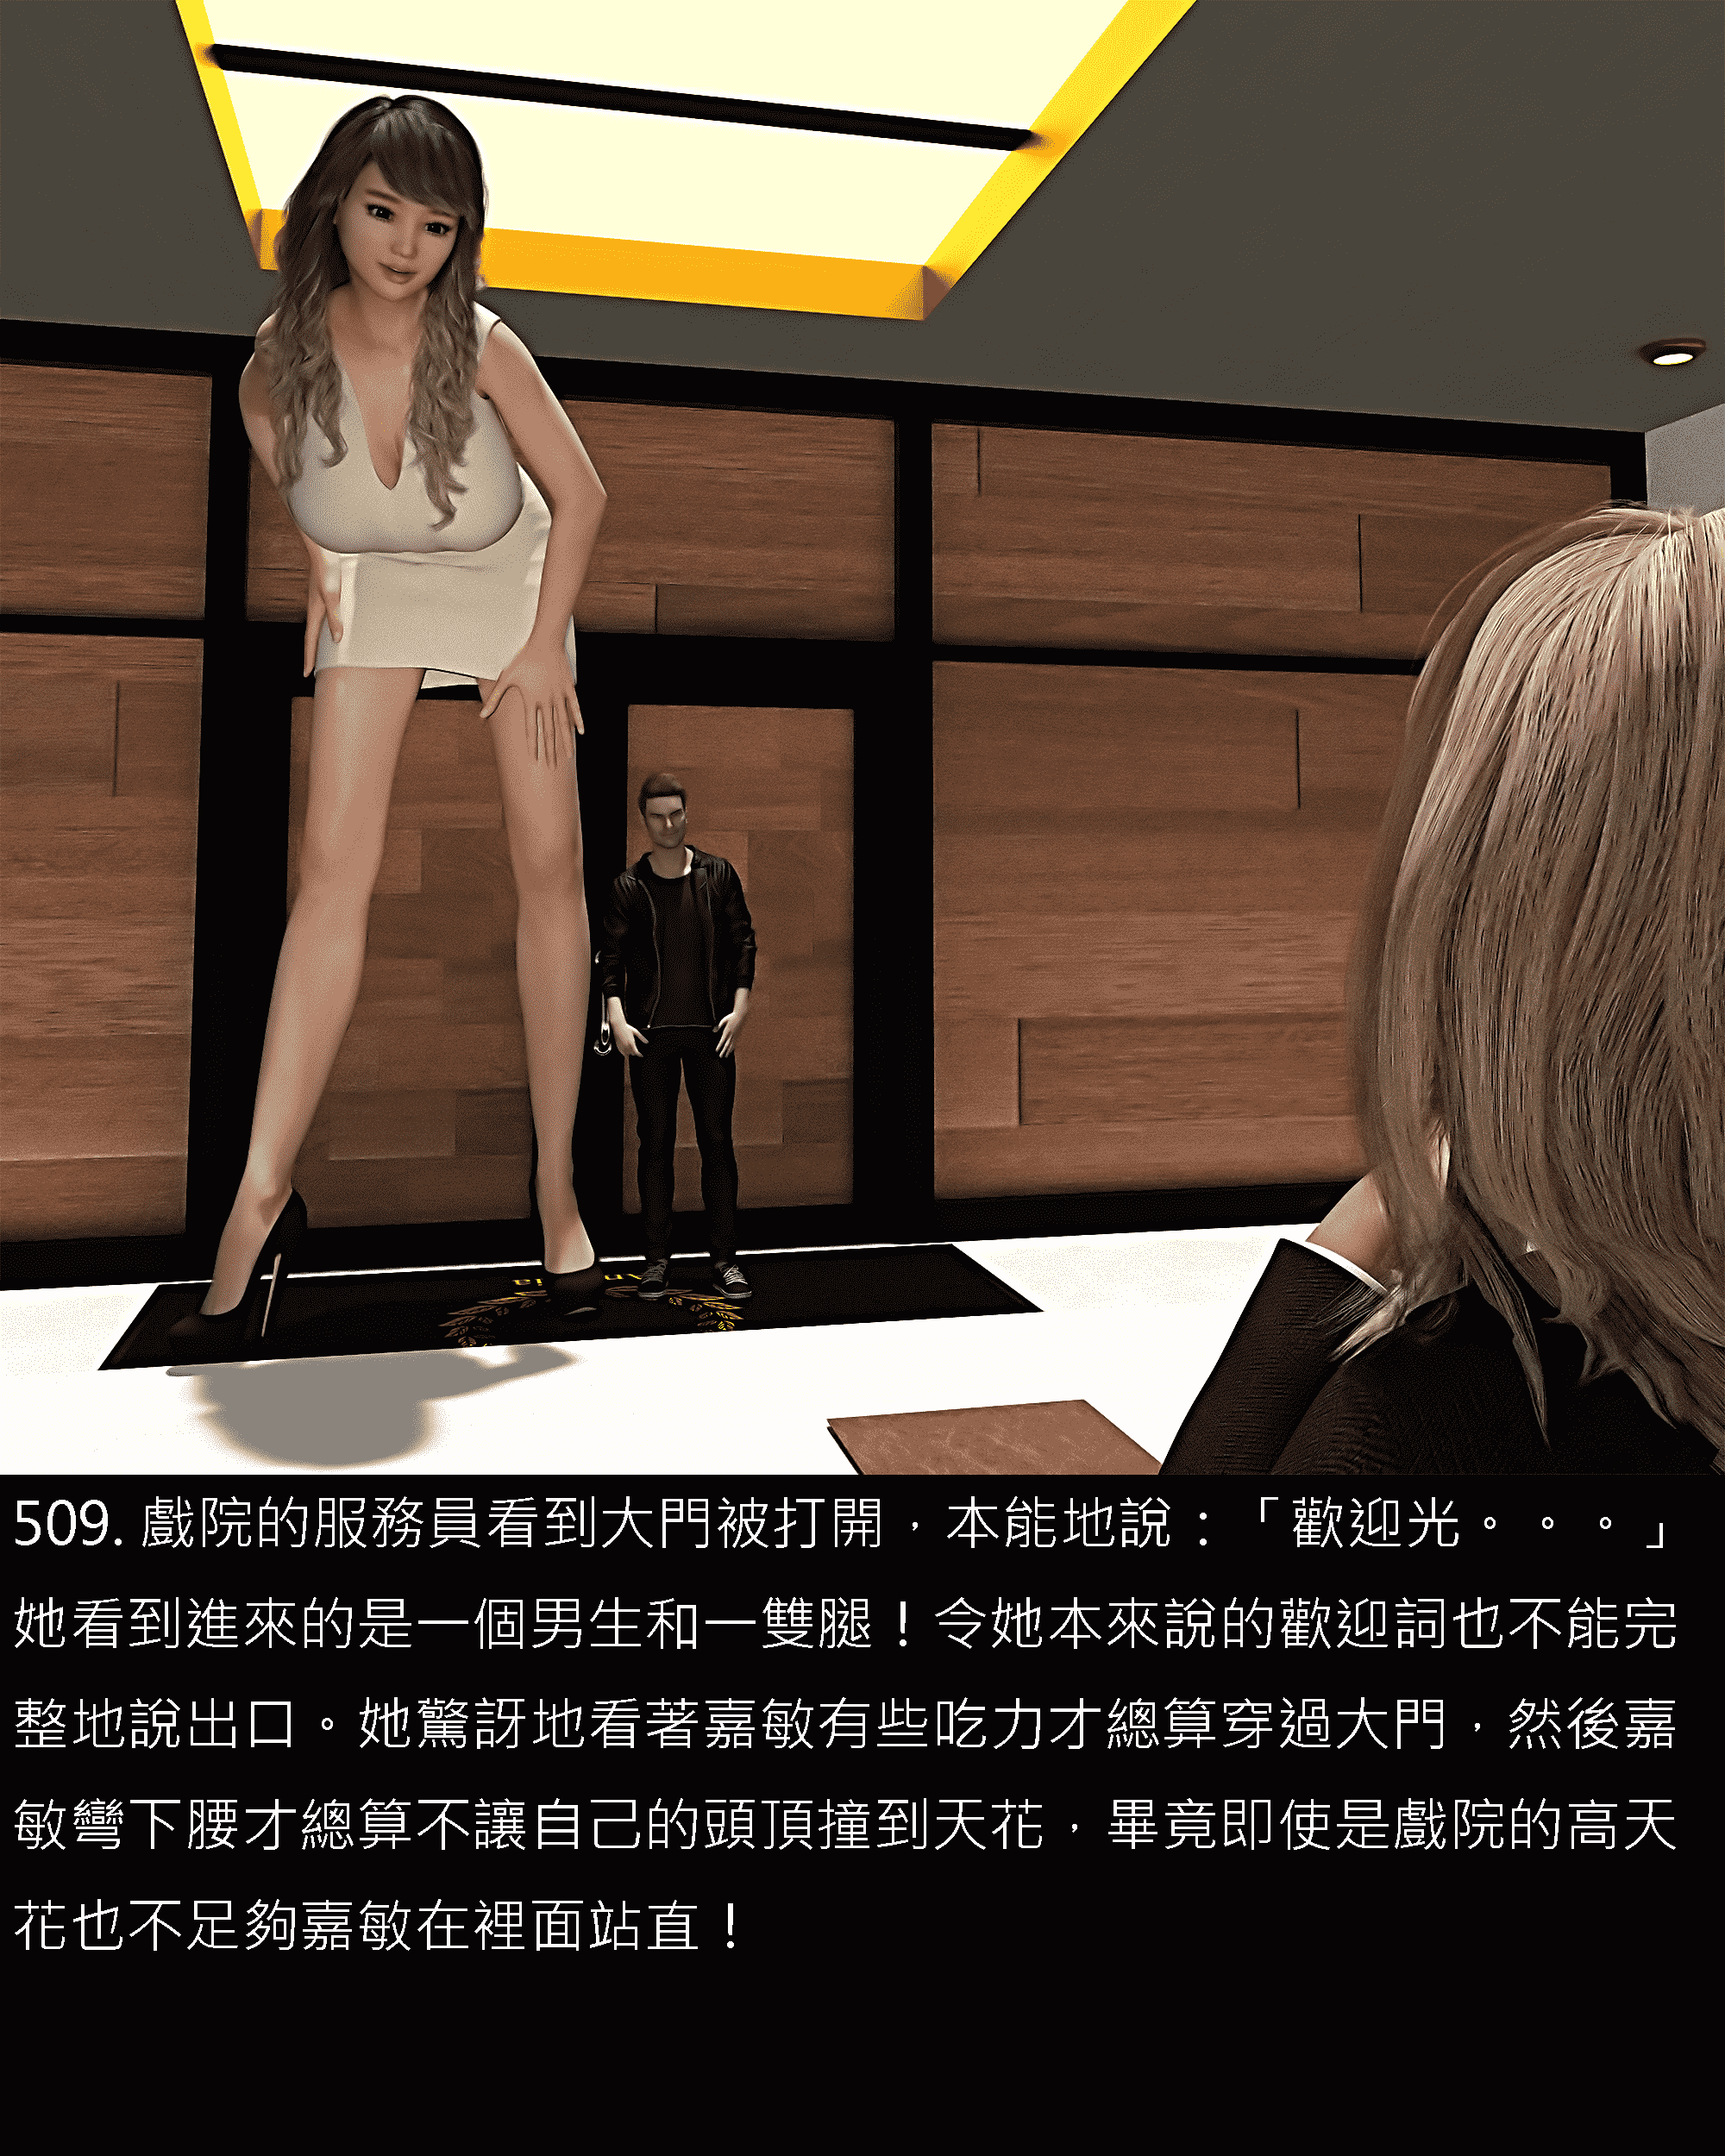 509. 戲院的服務員看到大門被打開，本能地說：「歡迎光。。。」
她看到進來的是一個男生和一雙腿！令她本來說的歡迎詞也不能完
整地說出口。她驚訝地看著嘉敏有些吃力才總算穿過大門，然後嘉
敏彎下腰才總算不讓自己的頭頂撞到天花，畢竟即使是戲院的高天
花也不足夠嘉敏在裡面站直！